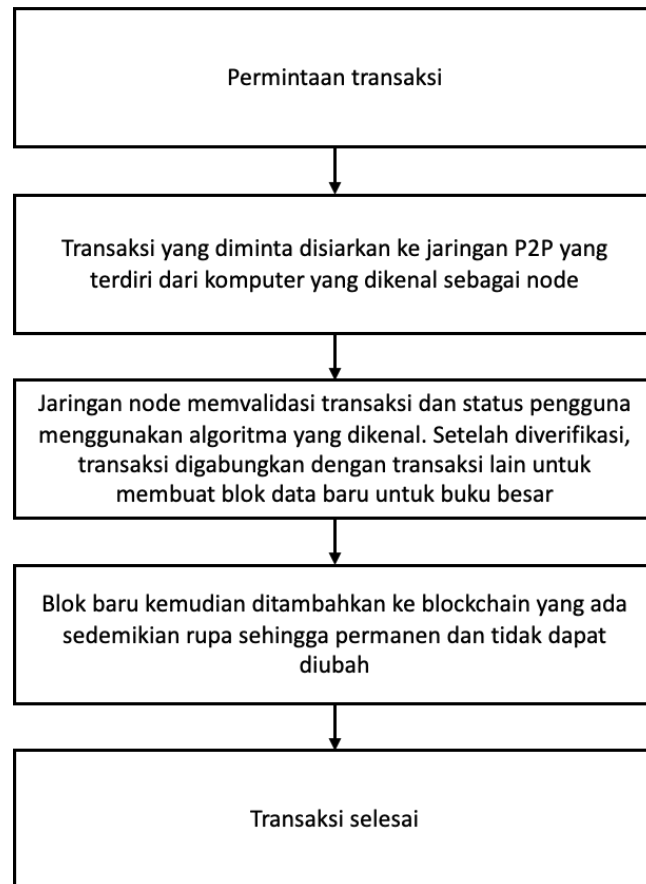 Permintaan transaksi
Transaksi yang diminta disiarkan ke jaringan P2P yang
terdiri dari komputer yang dikenal sebagai node
Jaringan node memvalidasi transaksi dan status pengguna
menggunakan algoritma yang dikenal. Setelah diverifikasi,
transaksi digabungkan dengan transaksi lain untuk
membuat blok data baru untuk buku besar
Blok baru kemudian ditambahkan ke blockchain yang ada
sedemikian rupa sehingga permanen dan tidak dapat
diubah
Transaksi selesai